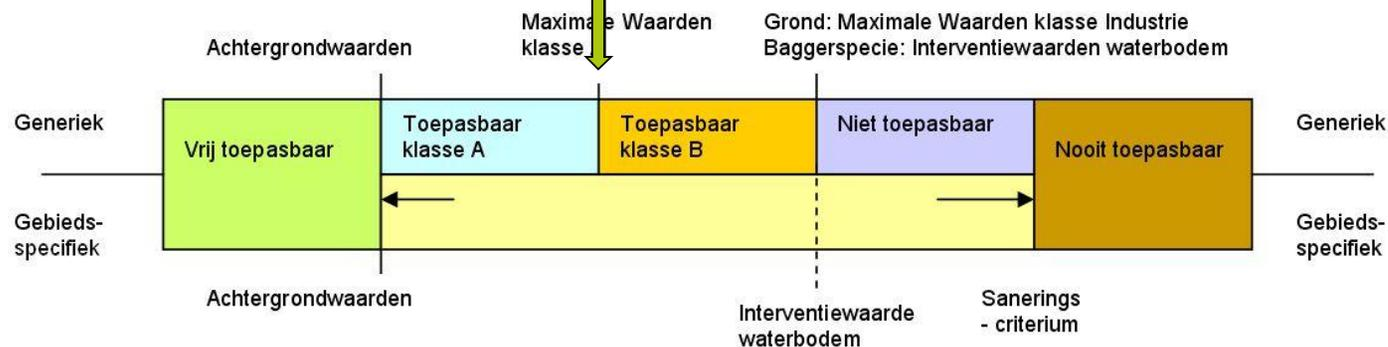 Maximale Waarden
klasse
Grond: Maximale Waarden klasse Industrie
Baggerspecie: Interventiewaarden waterbodem
Achtergrondwaarden
Generiek
Vrij toepasbaar
Toepasbaar
klasse A
Toepasbaar
klasse B
Niet toepasbaar
Nooit toepasbaar
Generiek
Gebieds-
specifiek
Gebieds-
specifiek
Achtergrondwaarden
Interventiewaarde
waterbodem
Sanerings
- criterium